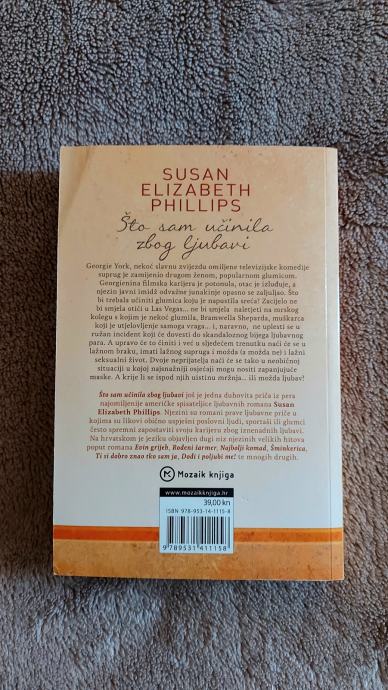 SUSAN
ELIZABETH
PHILLIPS
Što sam učinila
zbog ljubavi
Georgie York, nekoć slavnu zvijezdu omiljene televizijske komedije
suprug je zamijenio drugom ženom, popularnom glumicom.
Georgienina filmska karijera je potonula, otac je izluđuje, a
njezin javni imidž odvažne junakinje opasno se zaljuljao. Što
bi trebala učiniti glumica koju je napustila sreća? Zacijelo ne
bi smjela otići u Las Vegas... ne bi smjela naletjeti na mrskog
kolegu s kojim je nekoć glumila, Bramwella Sheparda, muškarca
koji je utjelovljenje samoga vraga... i, naravno, ne uplesti se u
ružan incident koji će dovesti do skandaloznog bijega ljubavnog
para. A upravo će to činiti i već u sljedećem trenutku naći će se u
lažnom braku, imati lažnog supruga i možda (a možda ne) i lažni
seksualni život. Dvoje neprijatelja naći će se tako u neobičnoj
situaciji u kojoj najsnažniji osjećaji mogu nositi zapanjujuće
maske. A krije li se ispod njih uistinu mržnja... ili možda ljubav!
Što sam učinila zbog ljubavi još je jedna duhovita priča iz pera
najomiljenije američke spisateljice ljubavnih romana Susan
Elizabeth Phillips. Njezini su romani prave ljubavne priče u
kojima su likovi obično uspješni poslovni ljudi, sportaši ili glumci
često spremni zapostaviti svoju karijeru zbog iznenadnih ljubavi.
Na hrvatskom je jeziku objavljen dugi niz njezinih velikih hitova
poput romana Evin grijeh, Rođeni šarmer, Najbolji komad, Šminkerica,
Ti si dobro znao tko sam ja, Dođi i poljubi me! te mnogih drugih.
Mozaik knjiga
www.mozaikknjiga.hr
39,00 kn
ISBN 978-953-14-1115-8
9 789531 411158